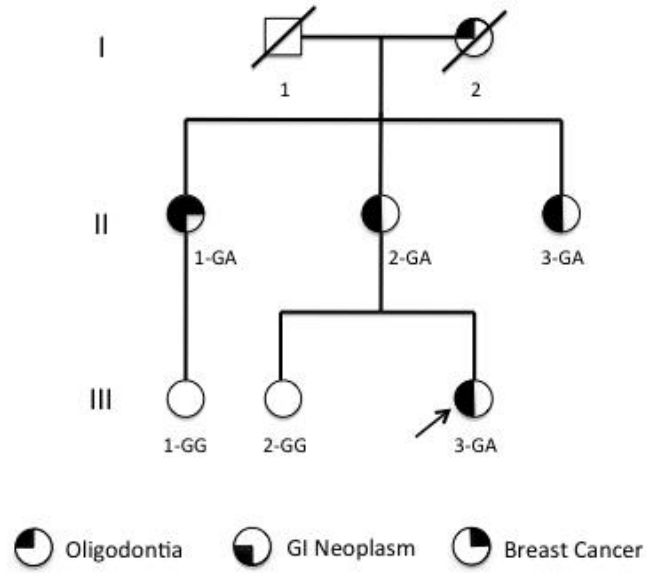 I
1 2
II
1-GA 2-GA 3-GA
III
1-GG 2-GG 3-GA
Oligodontia GI Neoplasm Breast Cancer